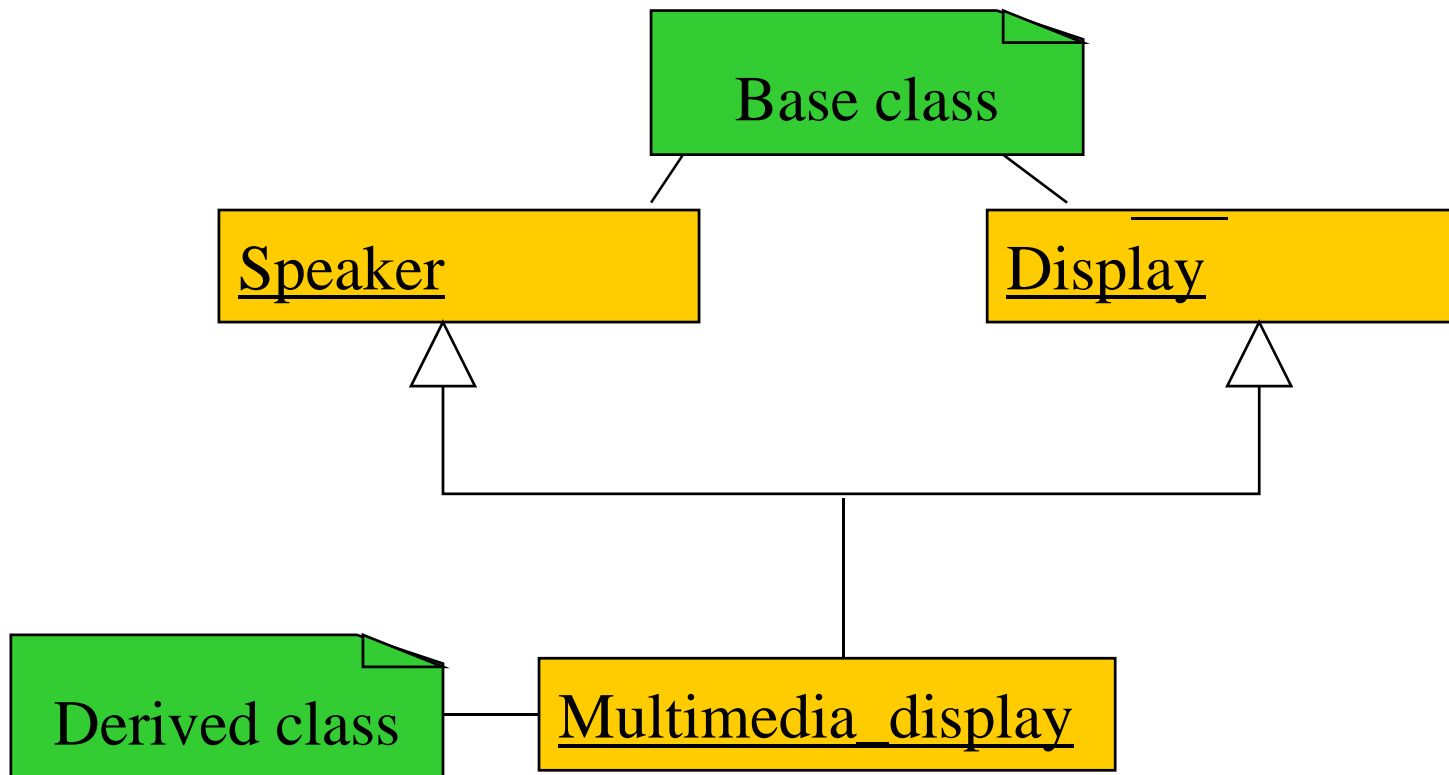 Base class
Speaker
Display
Derived class
Multimedia_display